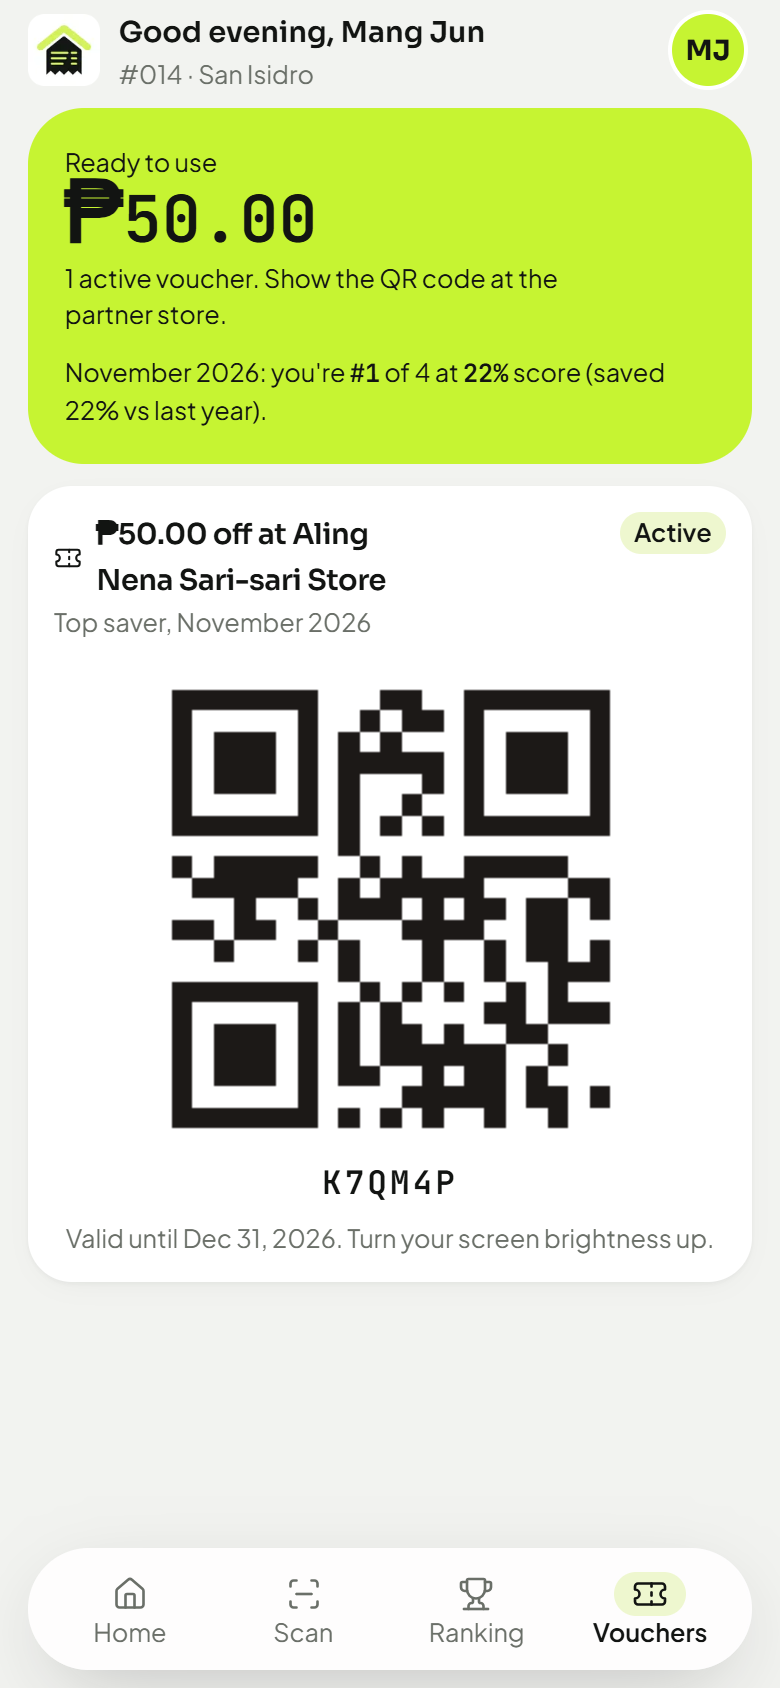 Good evening, Mang Jun
#014 · San Isidro
MJ
Ready to use
₱50.00
1 active voucher. Show the QR code at the
partner store.
November 2026: you're #1 of 4 at 22% score (saved
22% vs last year).
₱50.00 off at Aling
Nena Sari-sari Store
Active
Top saver, November 2026
K7QM4P
Valid until Dec 31, 2026. Turn your screen brightness up.
Home
Scan
Ranking
Vouchers